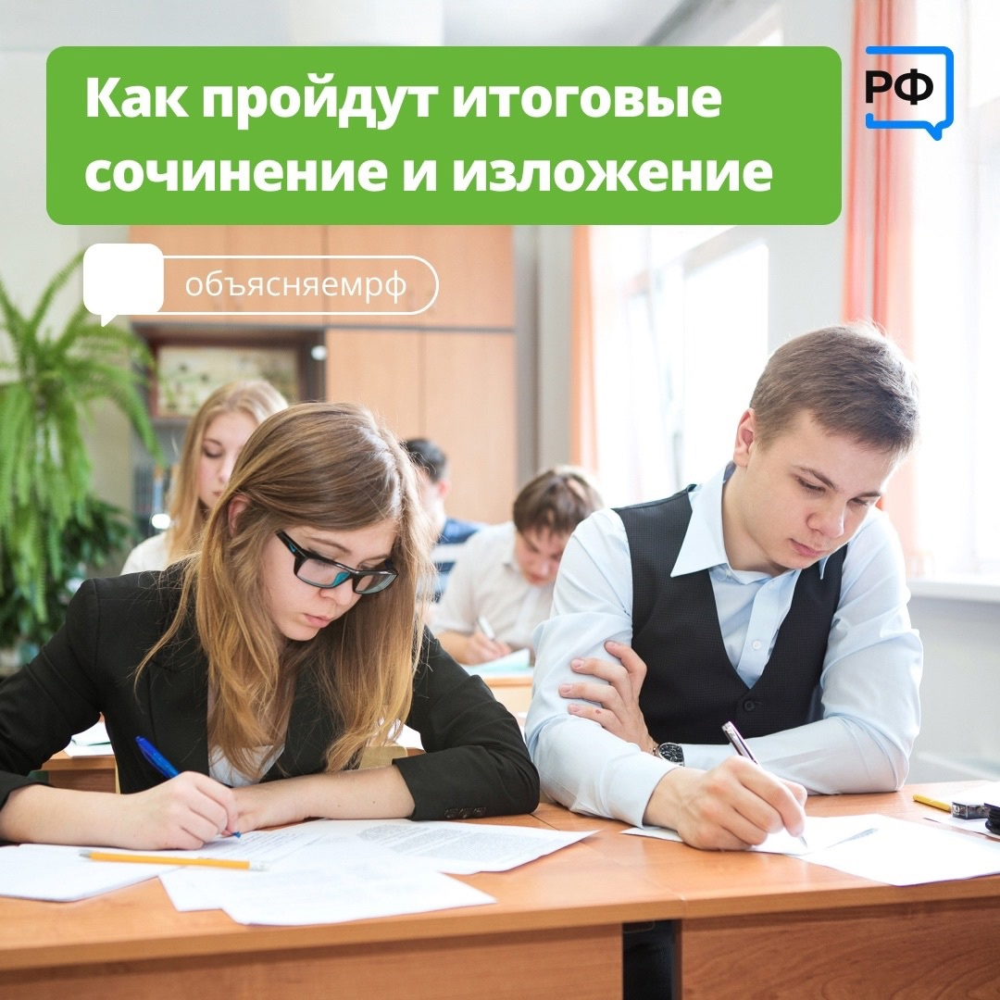 Как пройдут итоговые
сочинение и изложение
РФ
объясняемрф